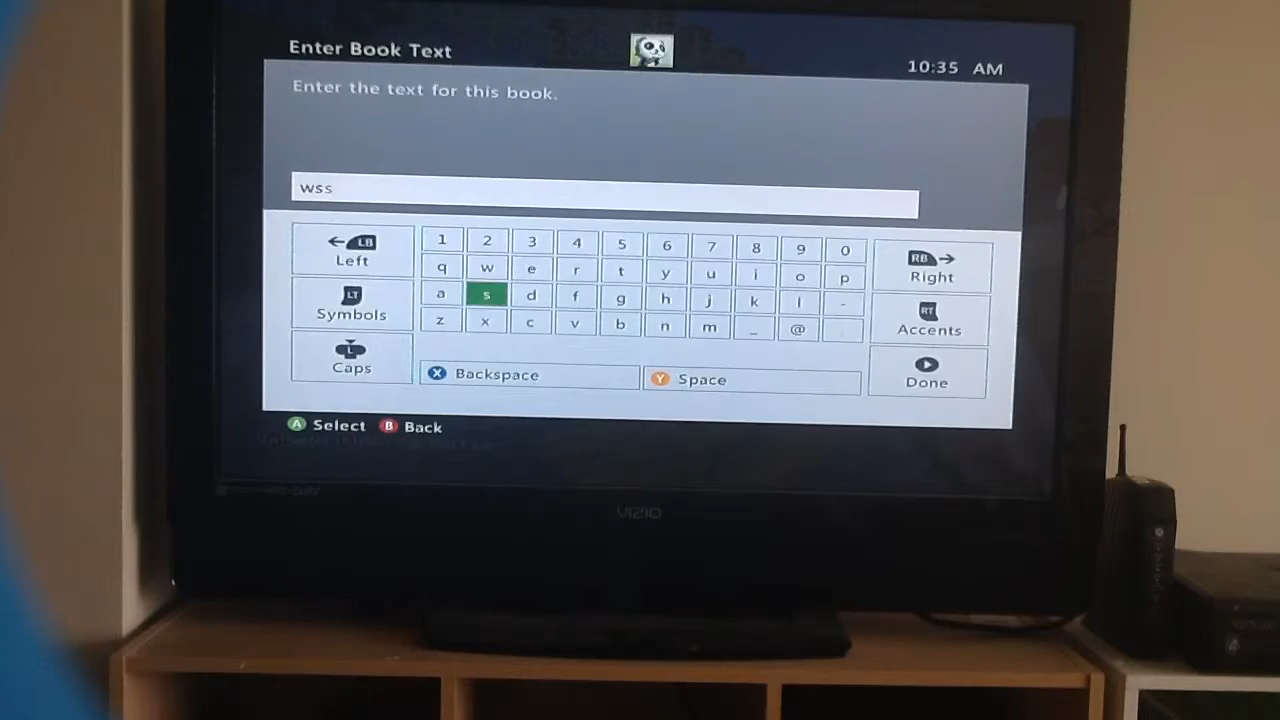 Enter Book Text
10:35 AM
Enter the text for this book.
wss
LB
Left
1 2 3 4 5 6 7 8 9 0
RB
Right
q w e r t y u i o p
LT
Symbols
a s d f g h j k l -
RT
Accents
z x c v b n m _ @
L
Caps
X Backspace
Y Space
Done
A Select B Back
VIZIO